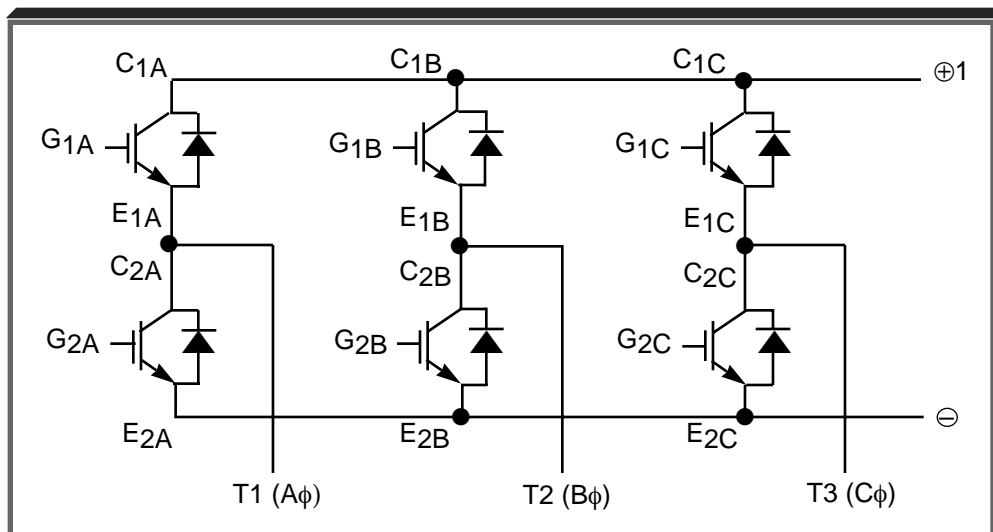 C1A C1B C1C ⊕1
G1A G1B G1C
E1A E1B E1C
C2A C2B C2C
G2A G2B G2C
E2A E2B E2C ⊖
T1 (Aϕ) T2 (Bϕ) T3 (Cϕ)